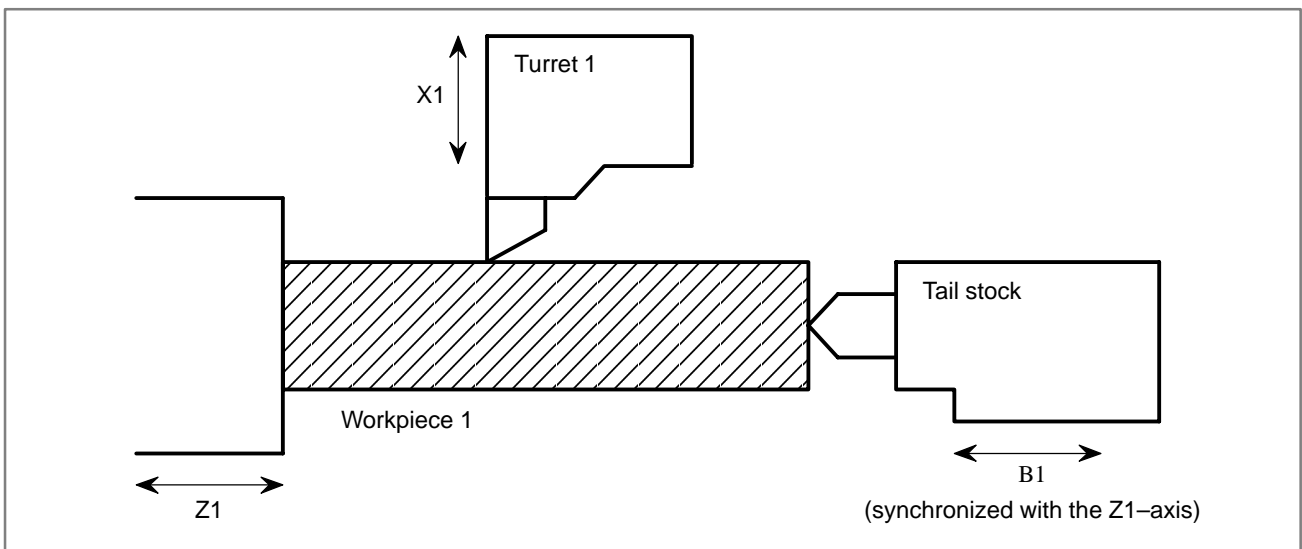 Turret 1
X1
Tail stock
Workpiece 1
B1
Z1
(synchronized with the Z1–axis)